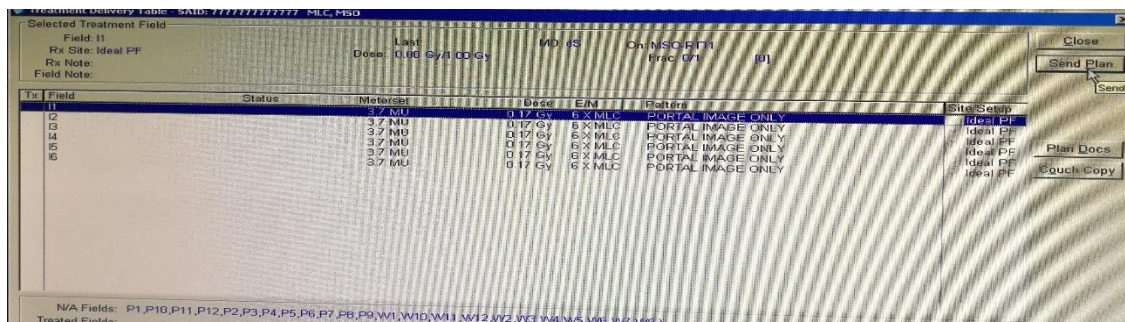 Treatment Delivery Table - SAID: 7777777777777 MLC, MSO
Selected Treatment Field
Field: I1
Rx Site: Ideal PF
Rx Note:
Field Note:
Last
Dose: 0.00 Gy/1.00 Gy
MD: dS
On: MSO-RT11
Frac: 0/1 [0]
Close
Send Plan
Send
Tx Field Status Meterset Dose E/M Pattern Site/Setup
I1 3.7 MU 0.17 Gy 6 X MLC PORTAL IMAGE ONLY Ideal PF
I2 3.7 MU 0.17 Gy 6 X MLC PORTAL IMAGE ONLY Ideal PF
I3 3.7 MU 0.17 Gy 6 X MLC PORTAL IMAGE ONLY Ideal PF
I4 3.7 MU 0.17 Gy 6 X MLC PORTAL IMAGE ONLY Ideal PF
I5 3.7 MU 0.17 Gy 6 X MLC PORTAL IMAGE ONLY Ideal PF
I6 3.7 MU 0.17 Gy 6 X MLC PORTAL IMAGE ONLY Ideal PF
Plan Docs
Couch Copy
N/A Fields: P1,P10,P11,P12,P2,P3,P4,P5,P6,P7,P8,P9,W1,W10,W11,W12,W2,W3,W4,W5,W6,
Treated Fields: